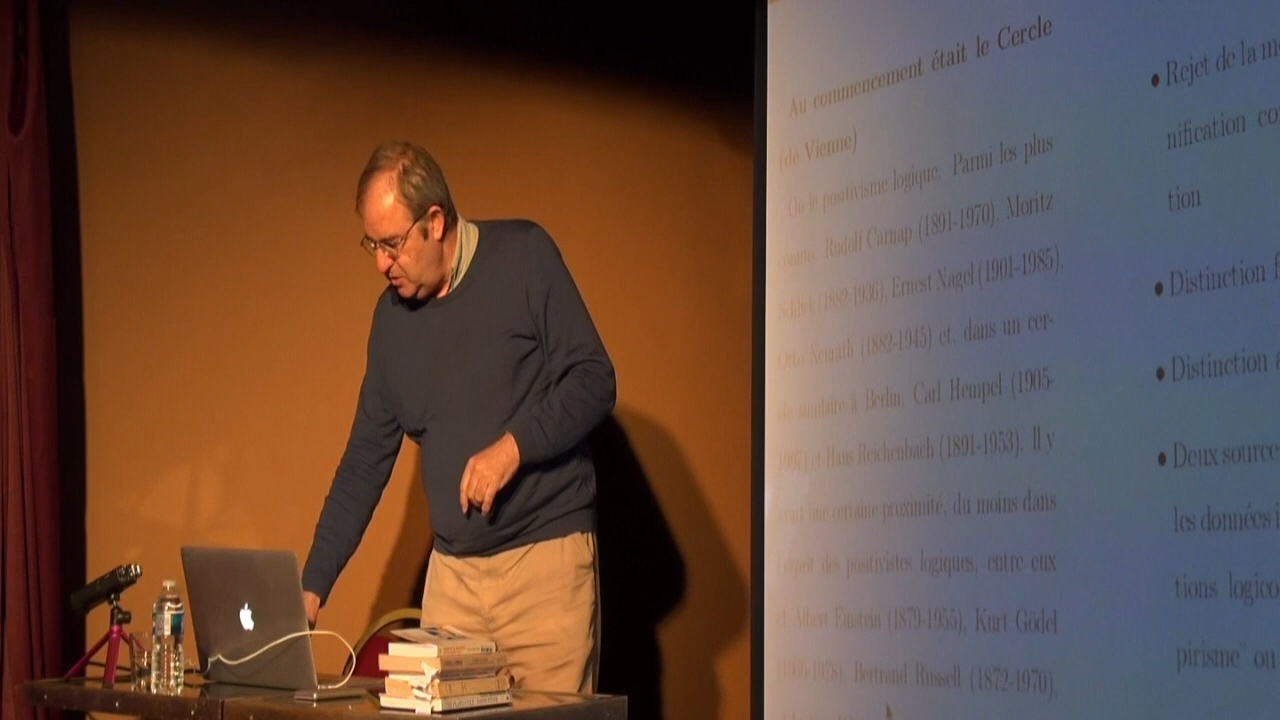 Au commencement était le Cercle
(de Vienne)
Ou le positivisme logique. Parmi les plus
connus, Rudolf Carnap (1891-1970), Moritz
Schlick (1882-1936), Ernest Nagel (1901-1985),
Otto Neurath (1882-1945) et, dans un cer-
cle similaire à Berlin, Carl Hempel (1905-
1997) et Hans Reichenbach (1891-1953). Il y
avait une certaine proximité, du moins dans
l'esprit des positivistes logiques, entre eux
et Albert Einstein (1879-1955), Kurt Gödel
(1906-1978), Bertrand Russell (1872-1970),
• Rejet de la m
nification co
tion
• Distinction
• Distinction
• Deux source
les données
tions logico
pirisme" ou